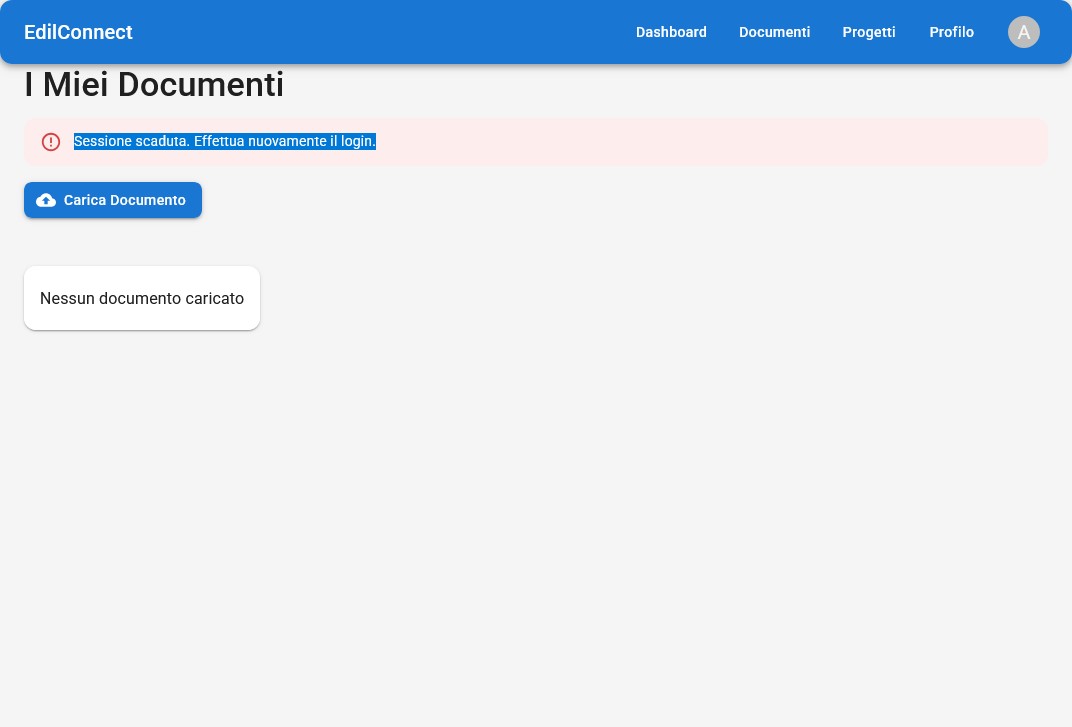 EdilConnect
Dashboard
Documenti
Progetti
Profilo
A
I Miei Documenti
Sessione scaduta. Effettua nuovamente il login.
Carica Documento
Nessun documento caricato